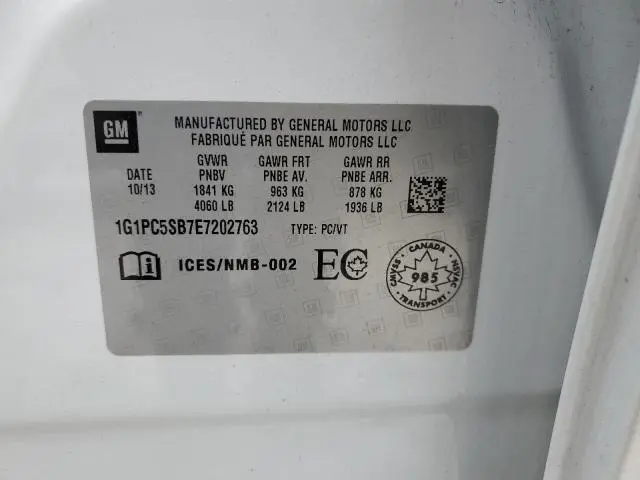 GM
MANUFACTURED BY GENERAL MOTORS LLC
FABRIQUÉ PAR GENERAL MOTORS LLC
DATE
10/13
GVWR
PNBV
1841 KG
4060 LB
GAWR FRT
PNBE AV.
963 KG
2124 LB
GAWR RR
PNBE ARR.
878 KG
1936 LB
1G1PC5SB7E7202763 TYPE: PC/VT
ICES/NMB-002 EC
CMVSS · CANADA · NSVAC
985
TRANSPORT